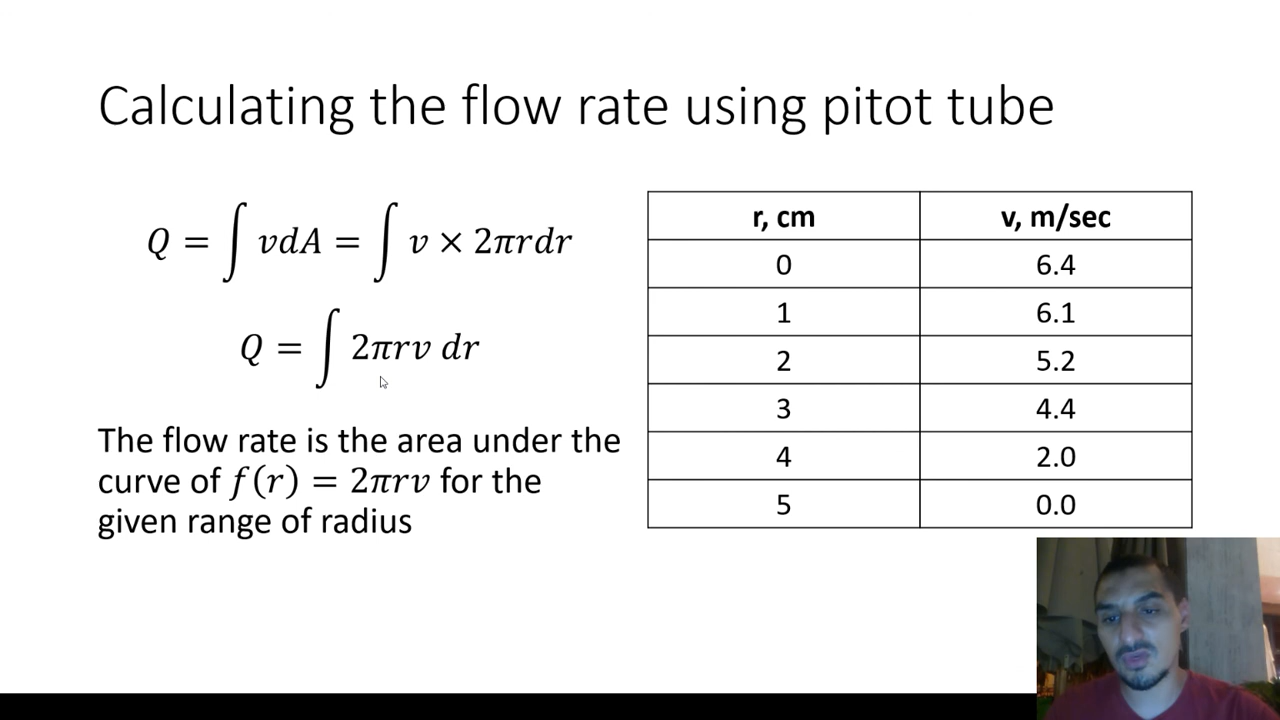 Calculating the flow rate using pitot tube
Q = ∫ vdA = ∫ v × 2πrdr
Q = ∫ 2πrv dr
The flow rate is the area under the
curve of f(r) = 2πrv for the
given range of radius
r, cm v, m/sec
0 6.4
1 6.1
2 5.2
3 4.4
4 2.0
5 0.0